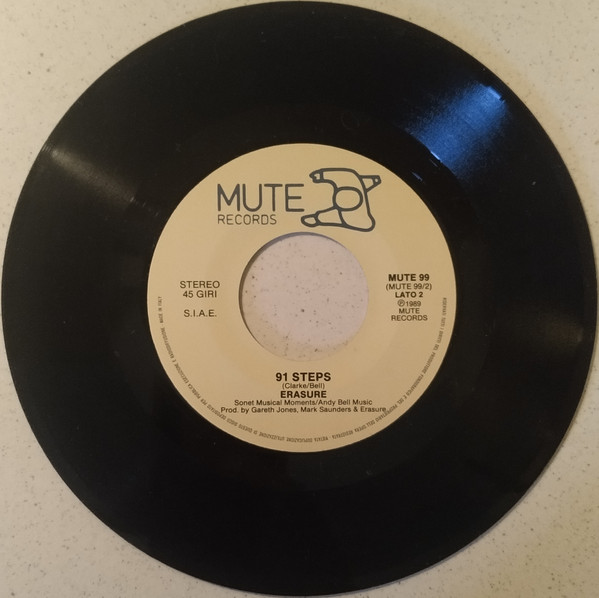 MUTE
RECORDS
STEREO
45 GIRI
S.I.A.E.
MUTE 99
(MUTE 99/2)
LATO 2
℗1989
MUTE
RECORDS
91 STEPS
(Clarke/Bell)
ERASURE
Sonet Musical Moments/Andy Bell Music
Prod. by Gareth Jones, Mark Saunders & Erasure
MADE IN ITALY